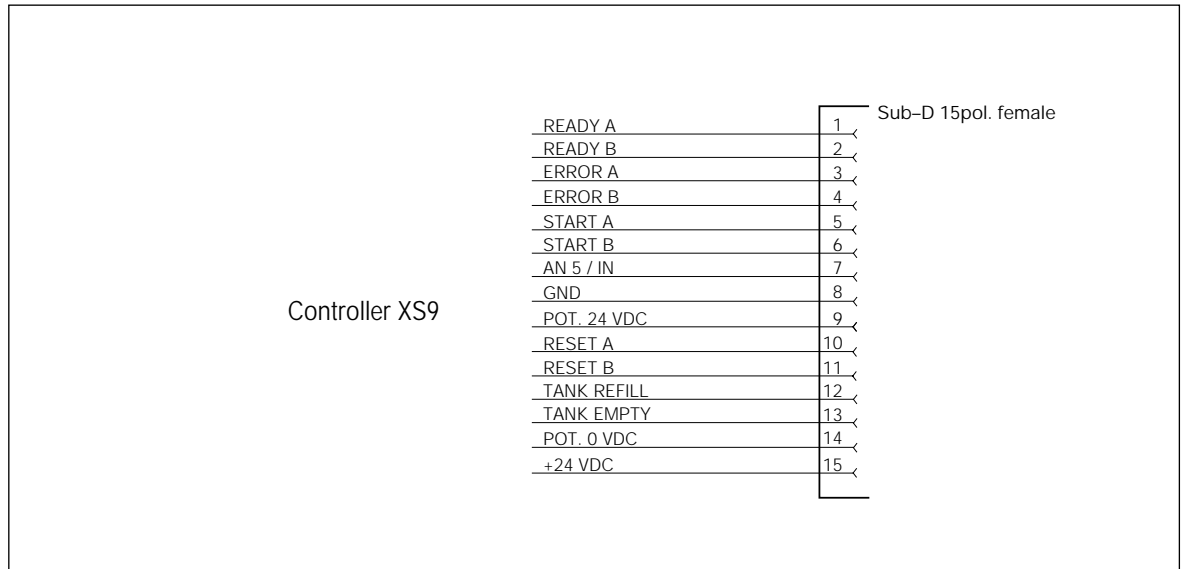 Sub–D 15pol. female
READY A 1
READY B 2
ERROR A 3
ERROR B 4
START A 5
START B 6
AN 5 / IN 7
GND 8
Controller XS9
POT. 24 VDC 9
RESET A 10
RESET B 11
TANK REFILL 12
TANK EMPTY 13
POT. 0 VDC 14
+24 VDC 15